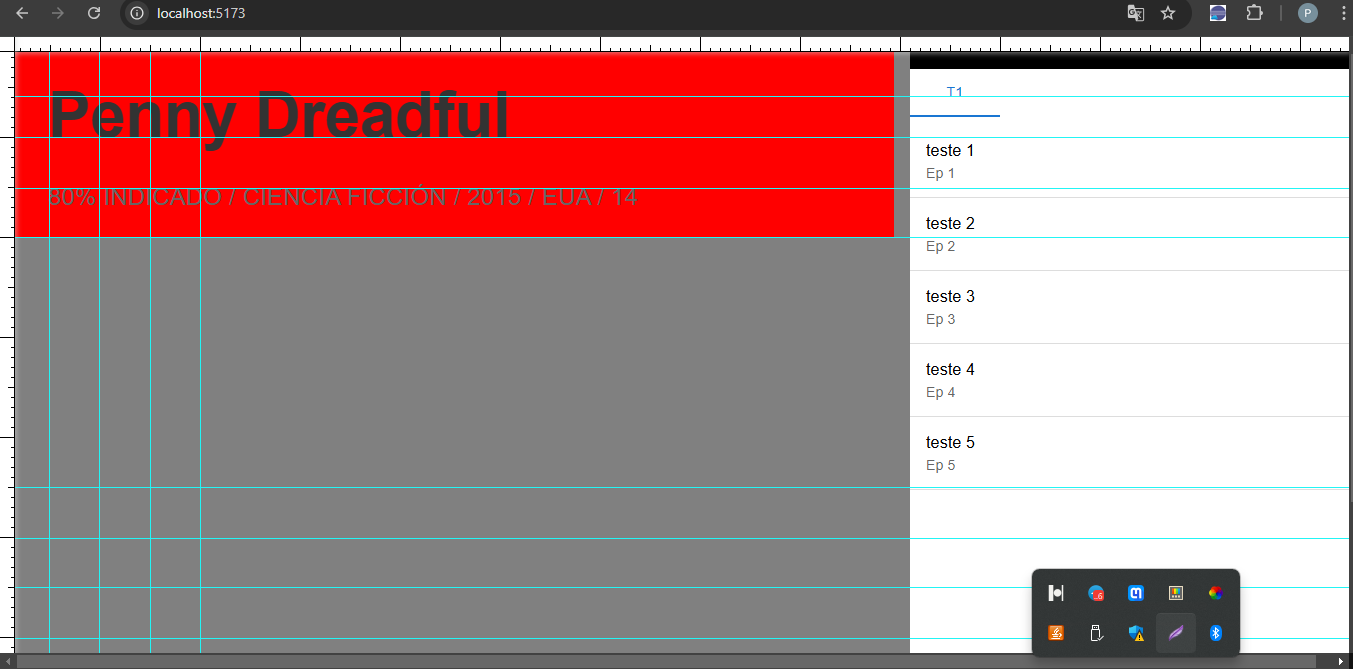 localhost:5173
P
Penny Dreadful
80% INDICADO / CIENCIA FICCIÓN / 2015 / EUA / 14
T1
teste 1
Ep 1
teste 2
Ep 2
teste 3
Ep 3
teste 4
Ep 4
teste 5
Ep 5